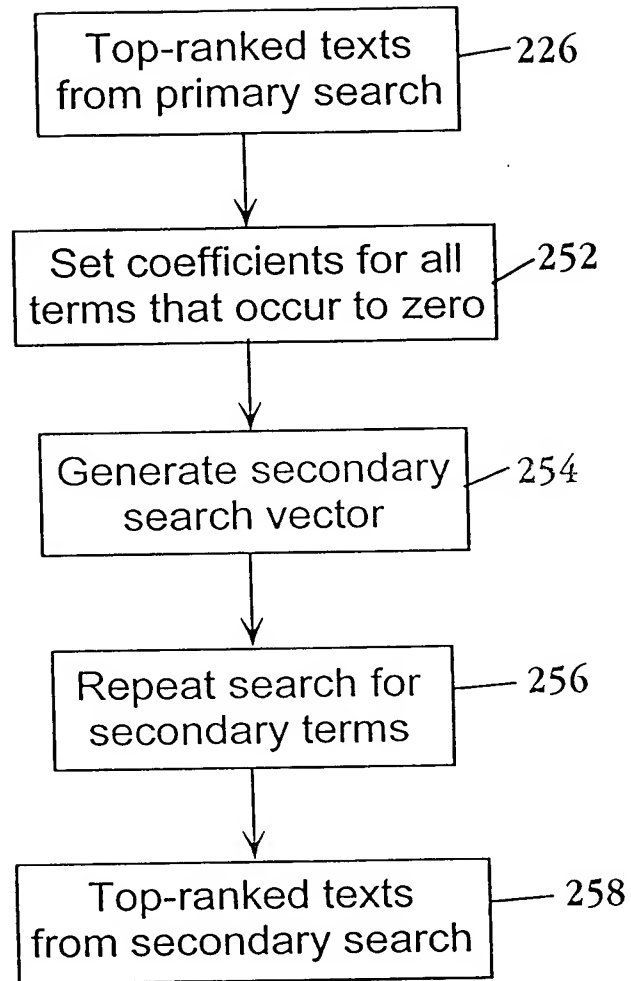 Top-ranked texts
from primary search
226
Set coefficients for all
terms that occur to zero
252
Generate secondary
search vector
254
Repeat search for
secondary terms
256
Top-ranked texts
from secondary search
258